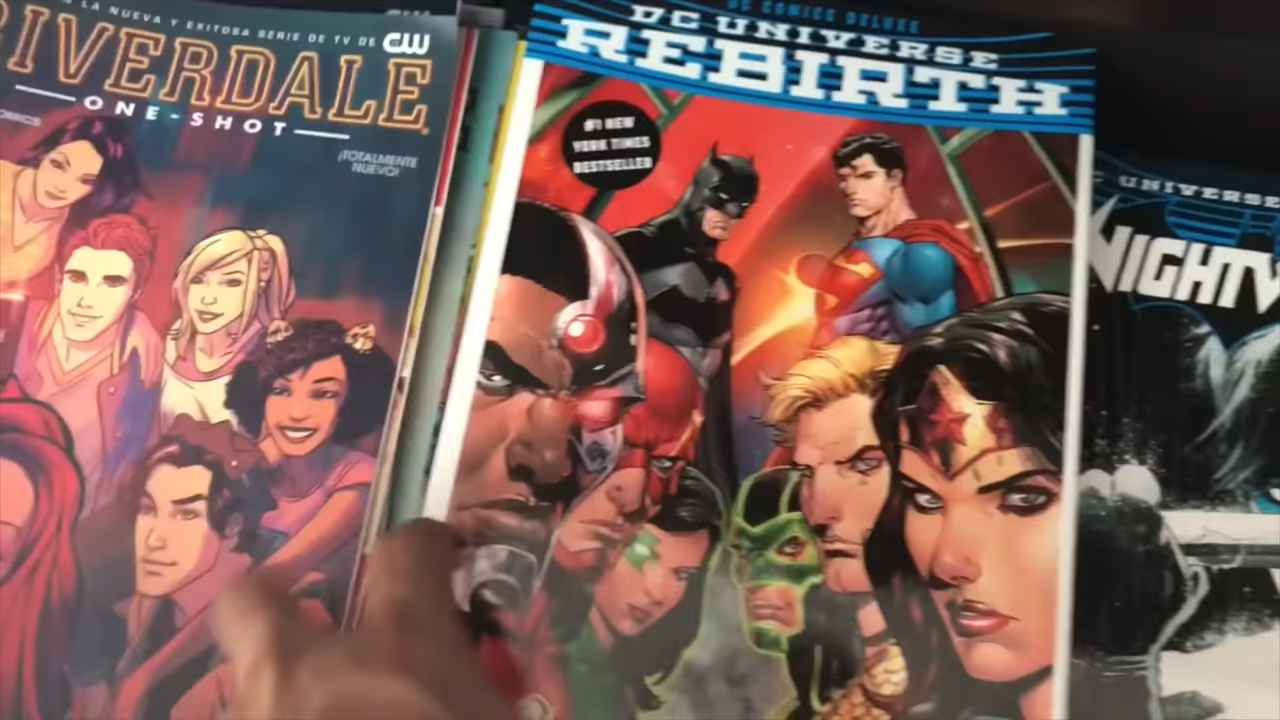 LA NUEVA Y EXITOSA SERIE DE TV DE CW
RIVERDALE
ONE-SHOT
¡TOTALMENTE
NUEVO!
DC COMICS DELUXE
DC UNIVERSE
REBIRTH
#1 NEW
YORK TIMES
BESTSELLER
UNIVERSE
NIGHTW